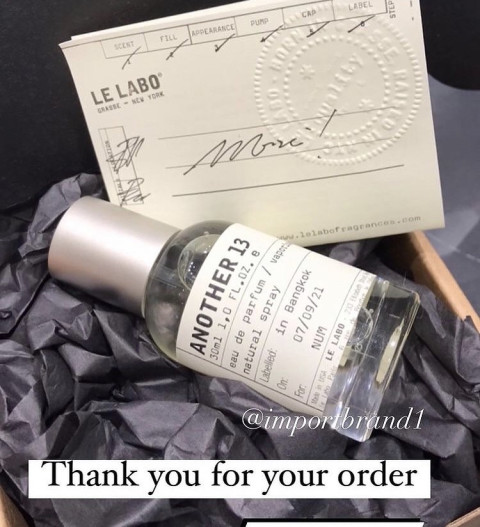 SCENT FILL APPEARANCE PUMP CAP LABEL
LE LABO
GRASSE - NEW YORK
www.lelabofragrances.com
ANOTHER 13
30ml 1.0 FL.OZ. e
eau de parfum /
natural spray
Labelled: in Bangkok
On: 07/09/21
For: NUM
LE LABO
@importbrand1
Thank you for your order